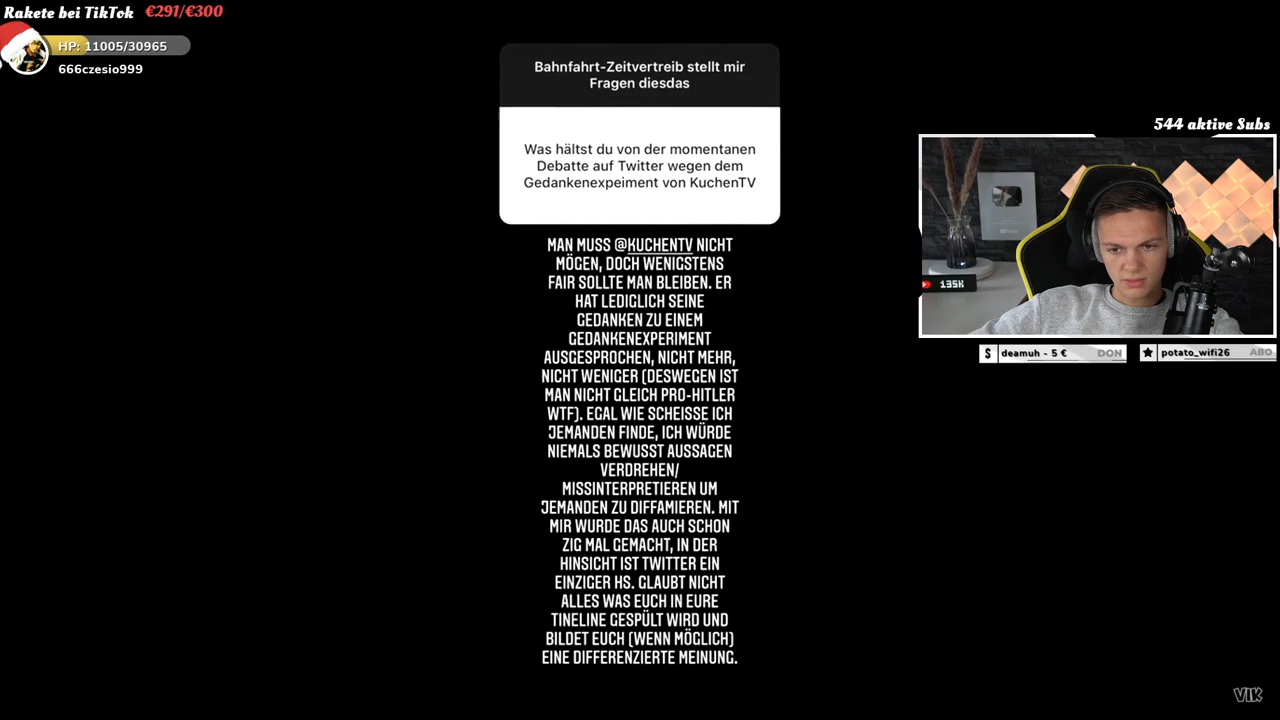 Rakete bei TikTok €291/€300
HP: 11005/30965
666czesio999
Bahnfahrt-Zeitvertreib stellt mir
Fragen diesdas
Was hältst du von der momentanen
Debatte auf Twitter wegen dem
Gedankenexpeiment von KuchenTV
MAN MUSS @KUCHENTV NICHT
MÖGEN, DOCH WENIGSTENS
FAIR SOLLTE MAN BLEIBEN. ER
HAT LEDIGLICH SEINE
GEDANKEN ZU EINEM
GEDANKENEXPERIMENT
AUSGESPROCHEN, NICHT MEHR,
NICHT WENIGER (DESWEGEN IST
MAN NICHT GLEICH PRO-HITLER
WTF). EGAL WIE SCHEISSE ICH
JEMANDEN FINDE, ICH WÜRDE
NIEMALS BEWUSST AUSSAGEN
VERDREHEN/
MISSINTERPRETIEREN UM
JEMANDEN ZU DIFFAMIEREN. MIT
MIR WURDE DAS AUCH SCHON
ZIG MAL GEMACHT, IN DER
HINSICHT IST TWITTER EIN
EINZIGER HS. GLAUBT NICHT
ALLES WAS EUCH IN EURE
TINELINE GESPÜLT WIRD UND
BILDET EUCH (WENN MÖGLICH)
EINE DIFFERENZIERTE MEINUNG.
544 aktive Subs
135K
$ deamuh - 5 € DON
potato_wifi26 ABO
VIK